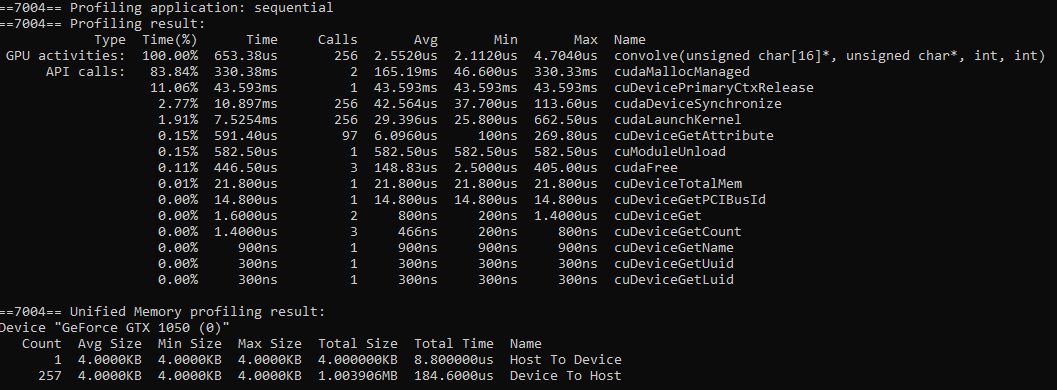 ==7004== Profiling application: sequential
==7004== Profiling result:
Type Time(%) Time Calls Avg Min Max Name
GPU activities: 100.00% 653.38us 256 2.5520us 2.1120us 4.7040us convolve(unsigned char[16]*, unsigned char*, int, int)
API calls: 83.84% 330.38ms 2 165.19ms 46.600us 330.33ms cudaMallocManaged
11.06% 43.593ms 1 43.593ms 43.593ms 43.593ms cuDevicePrimaryCtxRelease
2.77% 10.897ms 256 42.564us 37.700us 113.60us cudaDeviceSynchronize
1.91% 7.5254ms 256 29.396us 25.800us 662.50us cudaLaunchKernel
0.15% 591.40us 97 6.0960us 100ns 269.80us cuDeviceGetAttribute
0.15% 582.50us 1 582.50us 582.50us 582.50us cuModuleUnload
0.11% 446.50us 3 148.83us 2.5000us 405.00us cudaFree
0.01% 21.800us 1 21.800us 21.800us 21.800us cuDeviceTotalMem
0.00% 14.800us 1 14.800us 14.800us 14.800us cuDeviceGetPCIBusId
0.00% 1.6000us 2 800ns 200ns 1.4000us cuDeviceGet
0.00% 1.4000us 3 466ns 200ns 800ns cuDeviceGetCount
0.00% 900ns 1 900ns 900ns 900ns cuDeviceGetName
0.00% 300ns 1 300ns 300ns 300ns cuDeviceGetUuid
0.00% 300ns 1 300ns 300ns 300ns cuDeviceGetLuid
==7004== Unified Memory profiling result:
Device "GeForce GTX 1050 (0)"
Count Avg Size Min Size Max Size Total Size Total Time Name
1 4.0000KB 4.0000KB 4.0000KB 4.000000KB 8.800000us Host To Device
257 4.0000KB 4.0000KB 4.0000KB 1.003906MB 184.6000us Device To Host